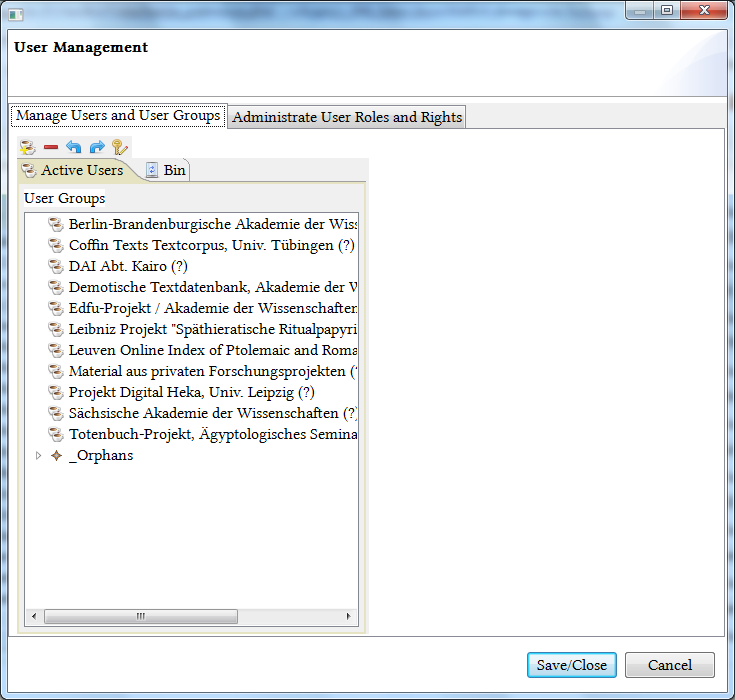 User Management
Manage Users and User Groups
Administrate User Roles and Rights
Active Users
Bin
User Groups
Berlin-Brandenburgische Akademie der Wiss
Coffin Texts Textcorpus, Univ. Tübingen (?)
DAI Abt. Kairo (?)
Demotische Textdatenbank, Akademie der W
Edfu-Projekt / Akademie der Wissenschaften
Leibniz Projekt "Späthieratische Ritualpapyri
Leuven Online Index of Ptolemaic and Roma
Material aus privaten Forschungsprojekten (?
Projekt Digital Heka, Univ. Leipzig (?)
Sächsische Akademie der Wissenschaften (?)
Totenbuch-Projekt, Ägyptologisches Semina
_Orphans
Save/Close
Cancel